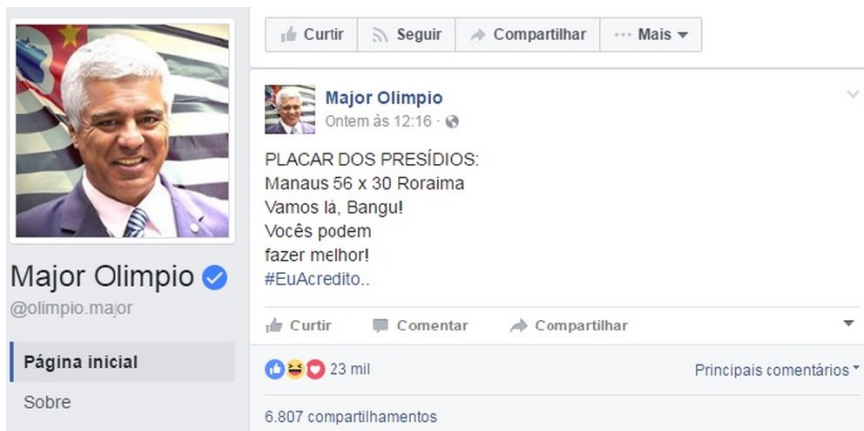 Curtir Seguir Compartilhar ... Mais
Major Olimpio
Ontem às 12:16 ·
PLACAR DOS PRESÍDIOS:
Manaus 56 x 30 Roraima
Vamos lá, Bangu!
Vocês podem
fazer melhor!
#EuAcredito..
Curtir Comentar Compartilhar
23 mil Principais comentários
6.807 compartilhamentos
Major Olimpio
@olimpio.major
Página inicial
Sobre